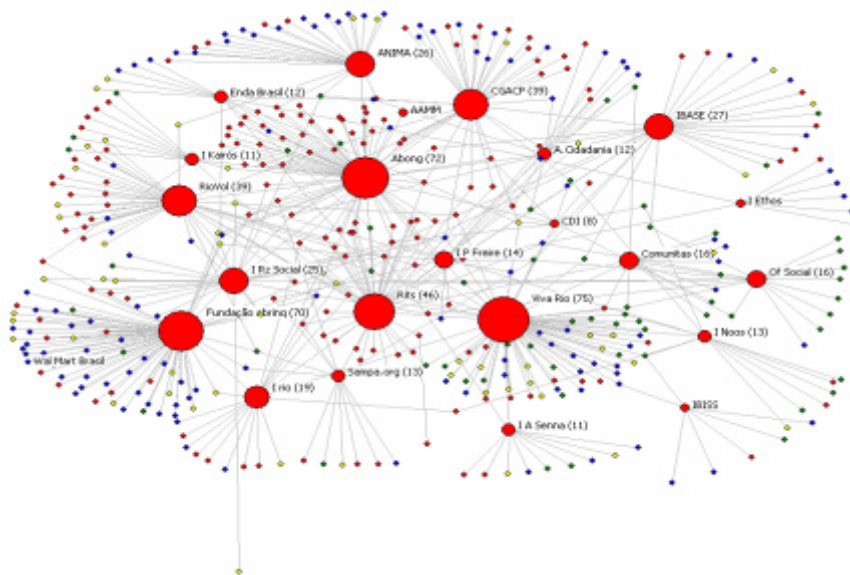 ANIMA (26)
CGACP (39)
Enda Brasil (12)
AAMM
IBASE (27)
A. Cidadania (12)
I Kairós (11)
Abong (72)
RioVol (39)
I Ethos
CDI (8)
I P Freire (14)
Comunitas (16)
I Rz Social (25)
Of Social (16)
Rits (46)
Viva Rio (75)
Fundação abrinq (70)
I Noos (13)
Wal Mart Brasil
Sampa.org (13)
I rio (19)
IBISS
I A Senna (11)